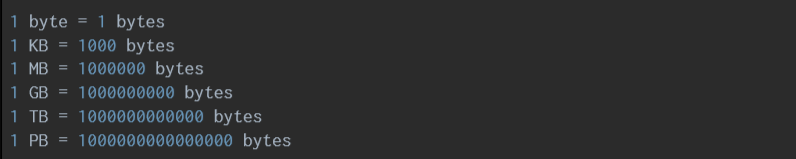 1 byte = 1 bytes
1 KB = 1000 bytes
1 MB = 1000000 bytes
1 GB = 1000000000 bytes
1 TB = 1000000000000 bytes
1 PB = 1000000000000000 bytes